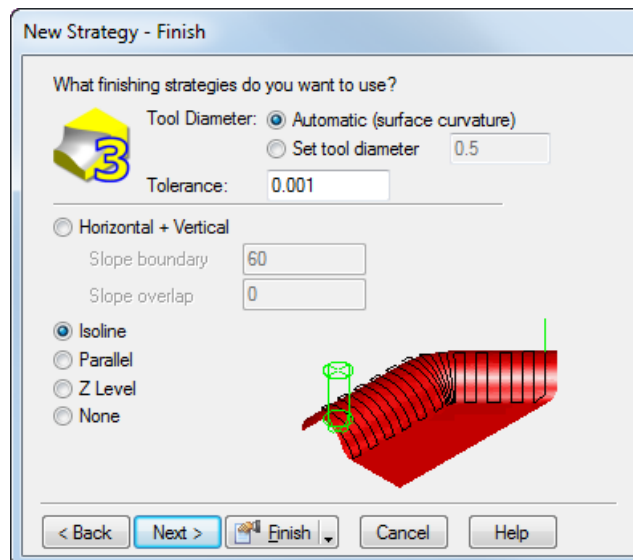 New Strategy - Finish
What finishing strategies do you want to use?
3
Tool Diameter: Automatic (surface curvature)
Set tool diameter 0.5
Tolerance: 0.001
Horizontal + Vertical
Slope boundary 60
Slope overlap 0
Isoline
Parallel
Z Level
None
< Back Next > Finish Cancel Help